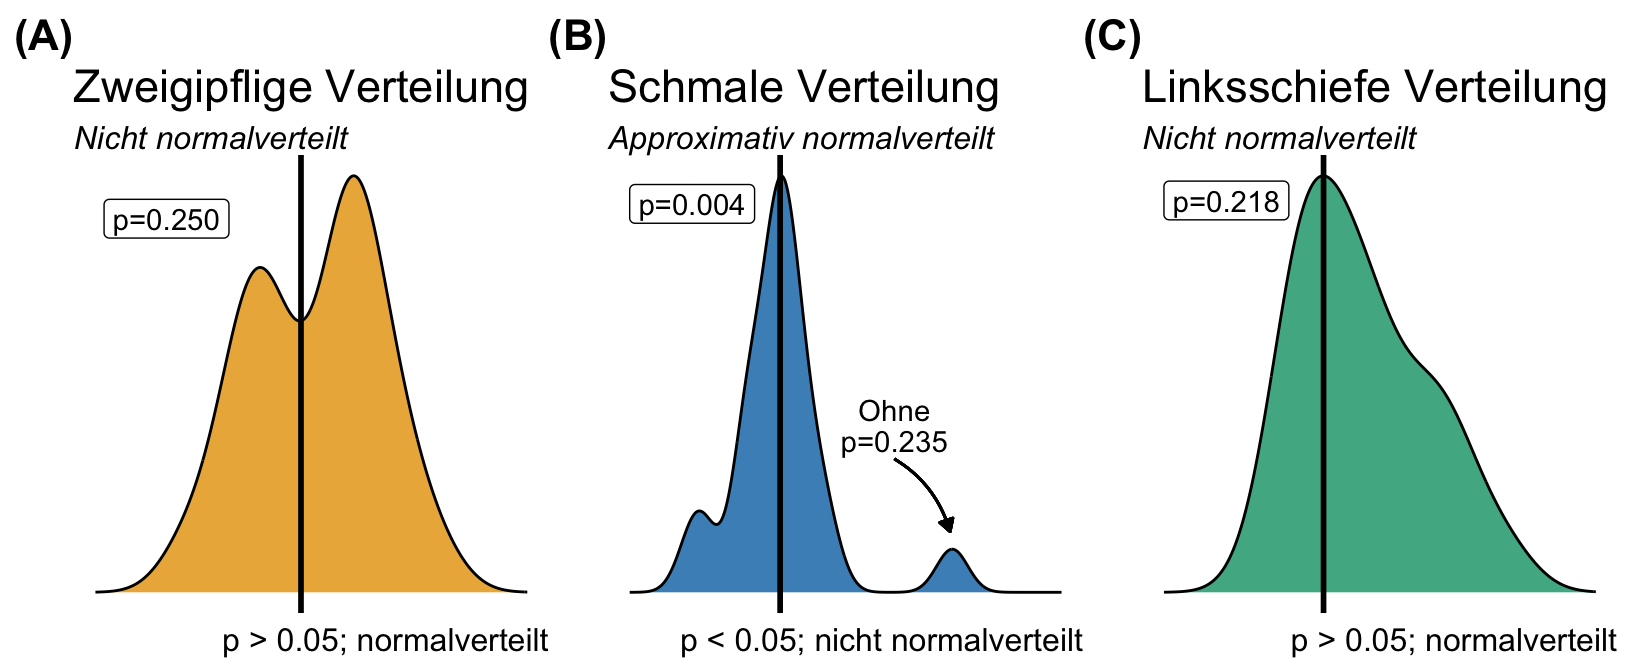 (A)
Zweigipflige Verteilung
Nicht normalverteilt
p=0.250
p > 0.05; normalverteilt
(B)
Schmale Verteilung
Approximativ normalverteilt
p=0.004
Ohne
p=0.235
p < 0.05; nicht normalverteilt
(C)
Linksschiefe Verteilung
Nicht normalverteilt
p=0.218
p > 0.05; normalverteilt